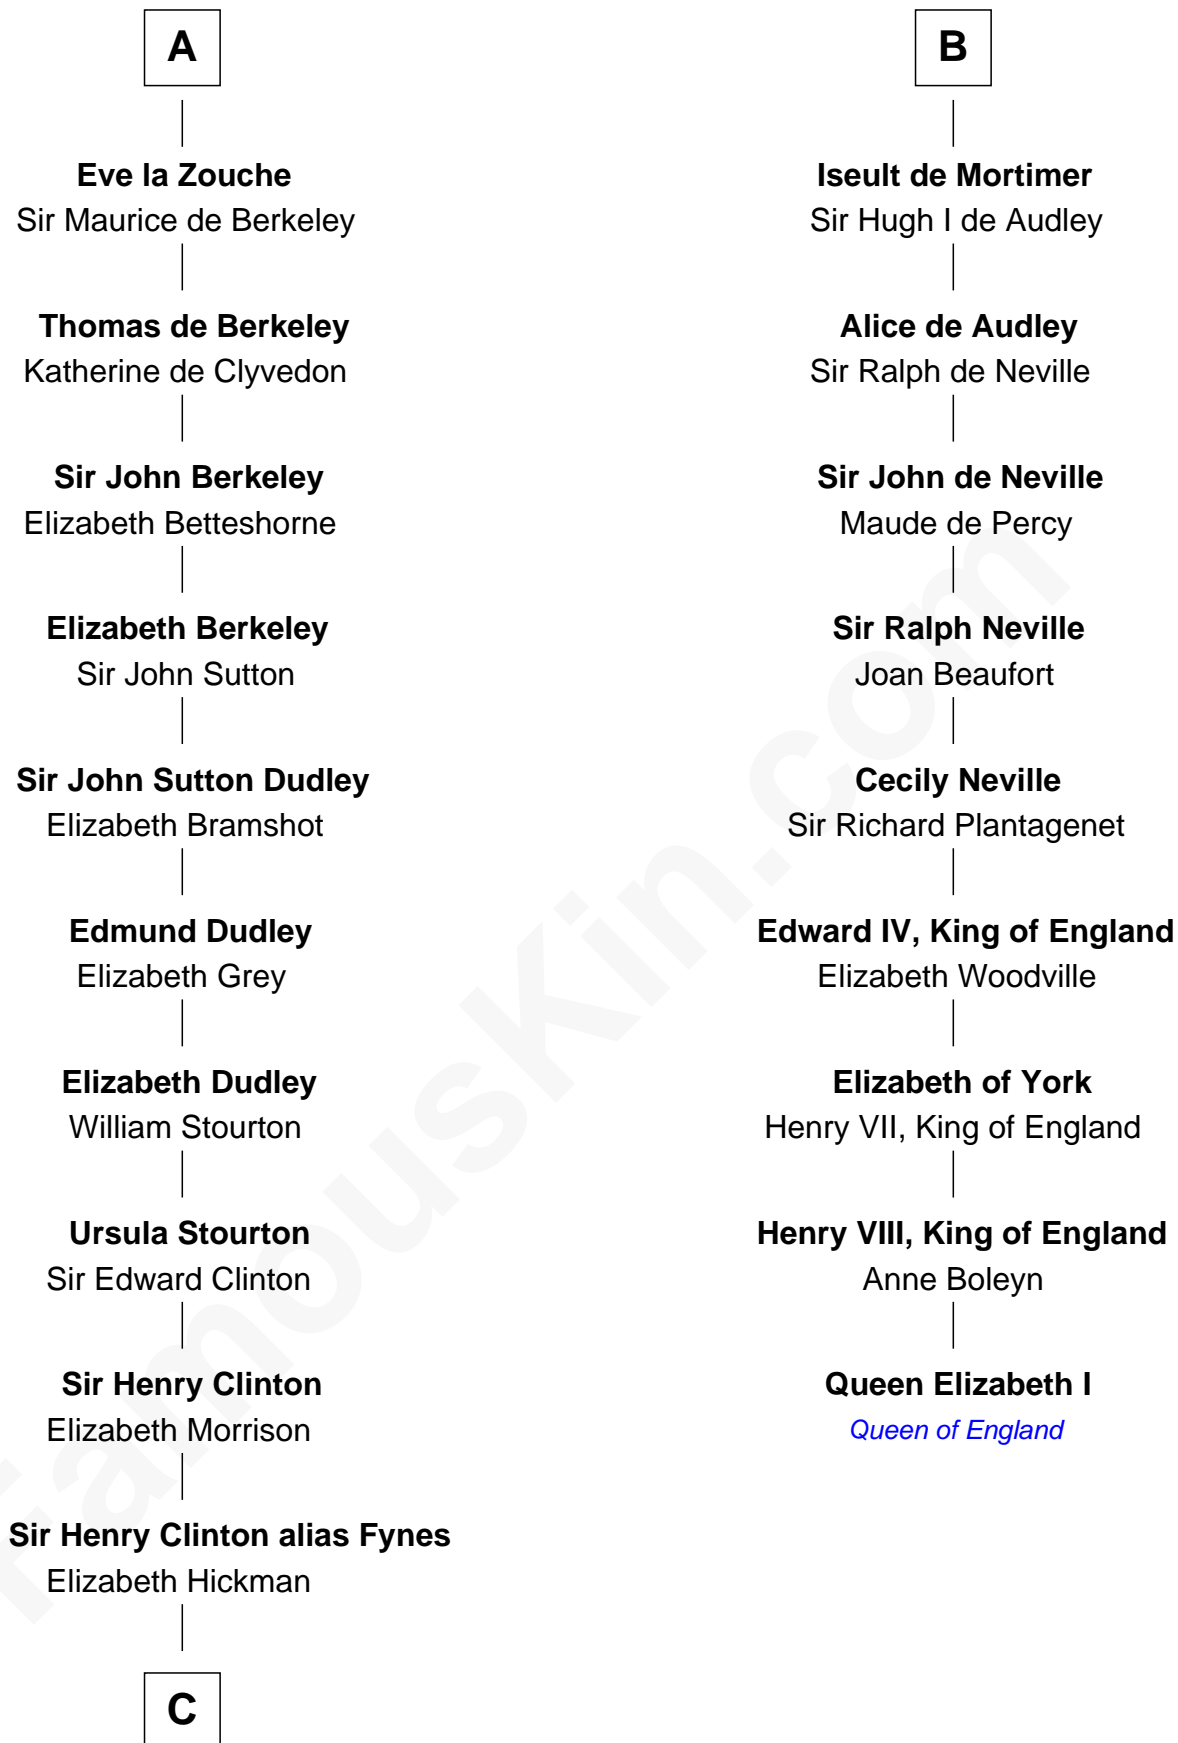 A
Eve la Zouche
Sir Maurice de Berkeley
Thomas de Berkeley
Katherine de Clyvedon
Sir John Berkeley
Elizabeth Betteshorne
Elizabeth Berkeley
Sir John Sutton
Sir John Sutton Dudley
Elizabeth Bramshot
Edmund Dudley
Elizabeth Grey
Elizabeth Dudley
William Stourton
Ursula Stourton
Sir Edward Clinton
Sir Henry Clinton
Elizabeth Morrison
Sir Henry Clinton alias Fynes
Elizabeth Hickman
C
B
Iseult de Mortimer
Sir Hugh I de Audley
Alice de Audley
Sir Ralph de Neville
Sir John de Neville
Maude de Percy
Sir Ralph Neville
Joan Beaufort
Cecily Neville
Sir Richard Plantagenet
Edward IV, King of England
Elizabeth Woodville
Elizabeth of York
Henry VII, King of England
Henry VIII, King of England
Anne Boleyn
Queen Elizabeth I
Queen of England
FamousKin.com